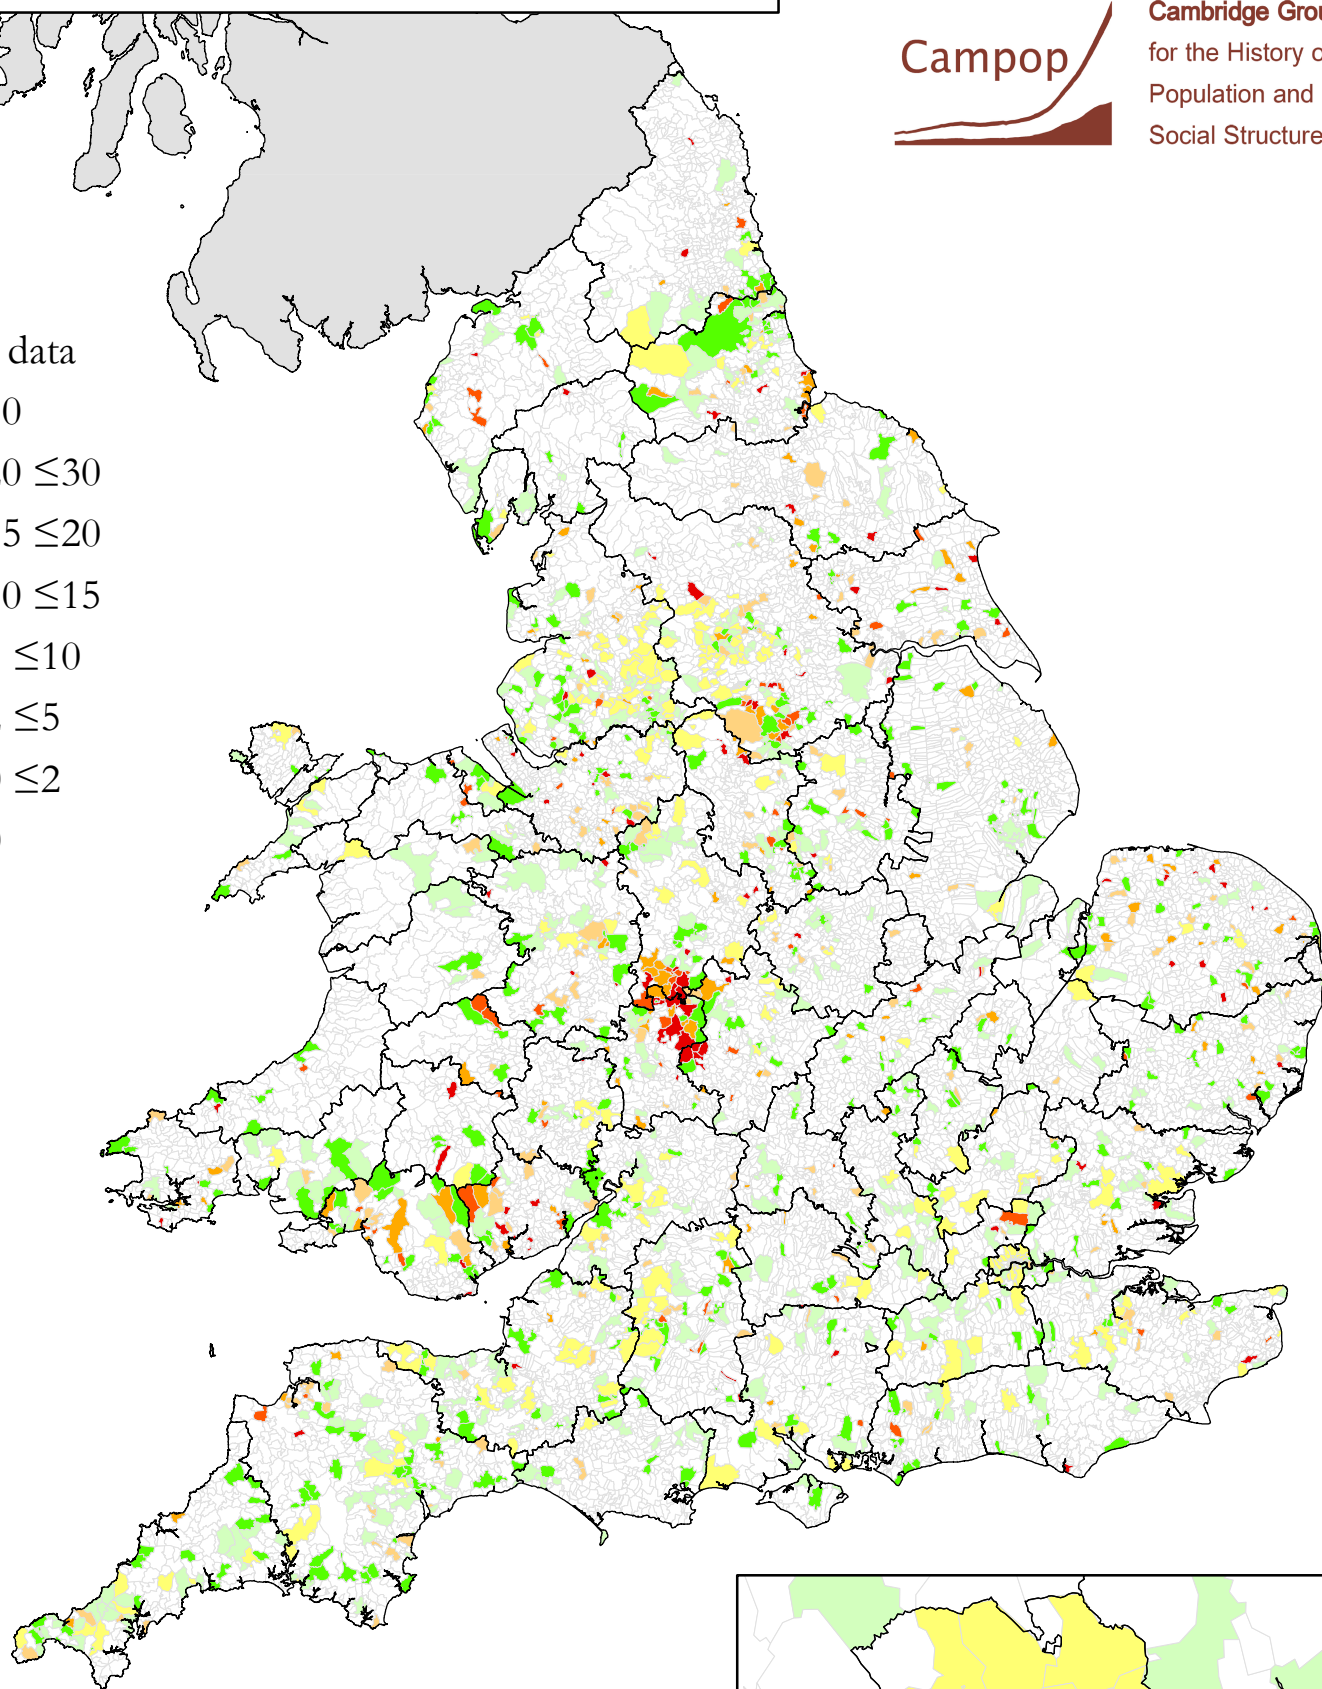 Campop
Cambridge Grou
for the History o
Population and
Social Structure
data
0
0 ≤30
5 ≤20
0 ≤15
≤10
≤5
≤2